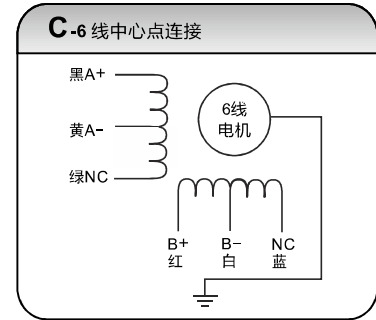 C-6 线中心点连接
黑A+
黄A-
绿NC
6线
电机
B+ B- NC
红 白 蓝